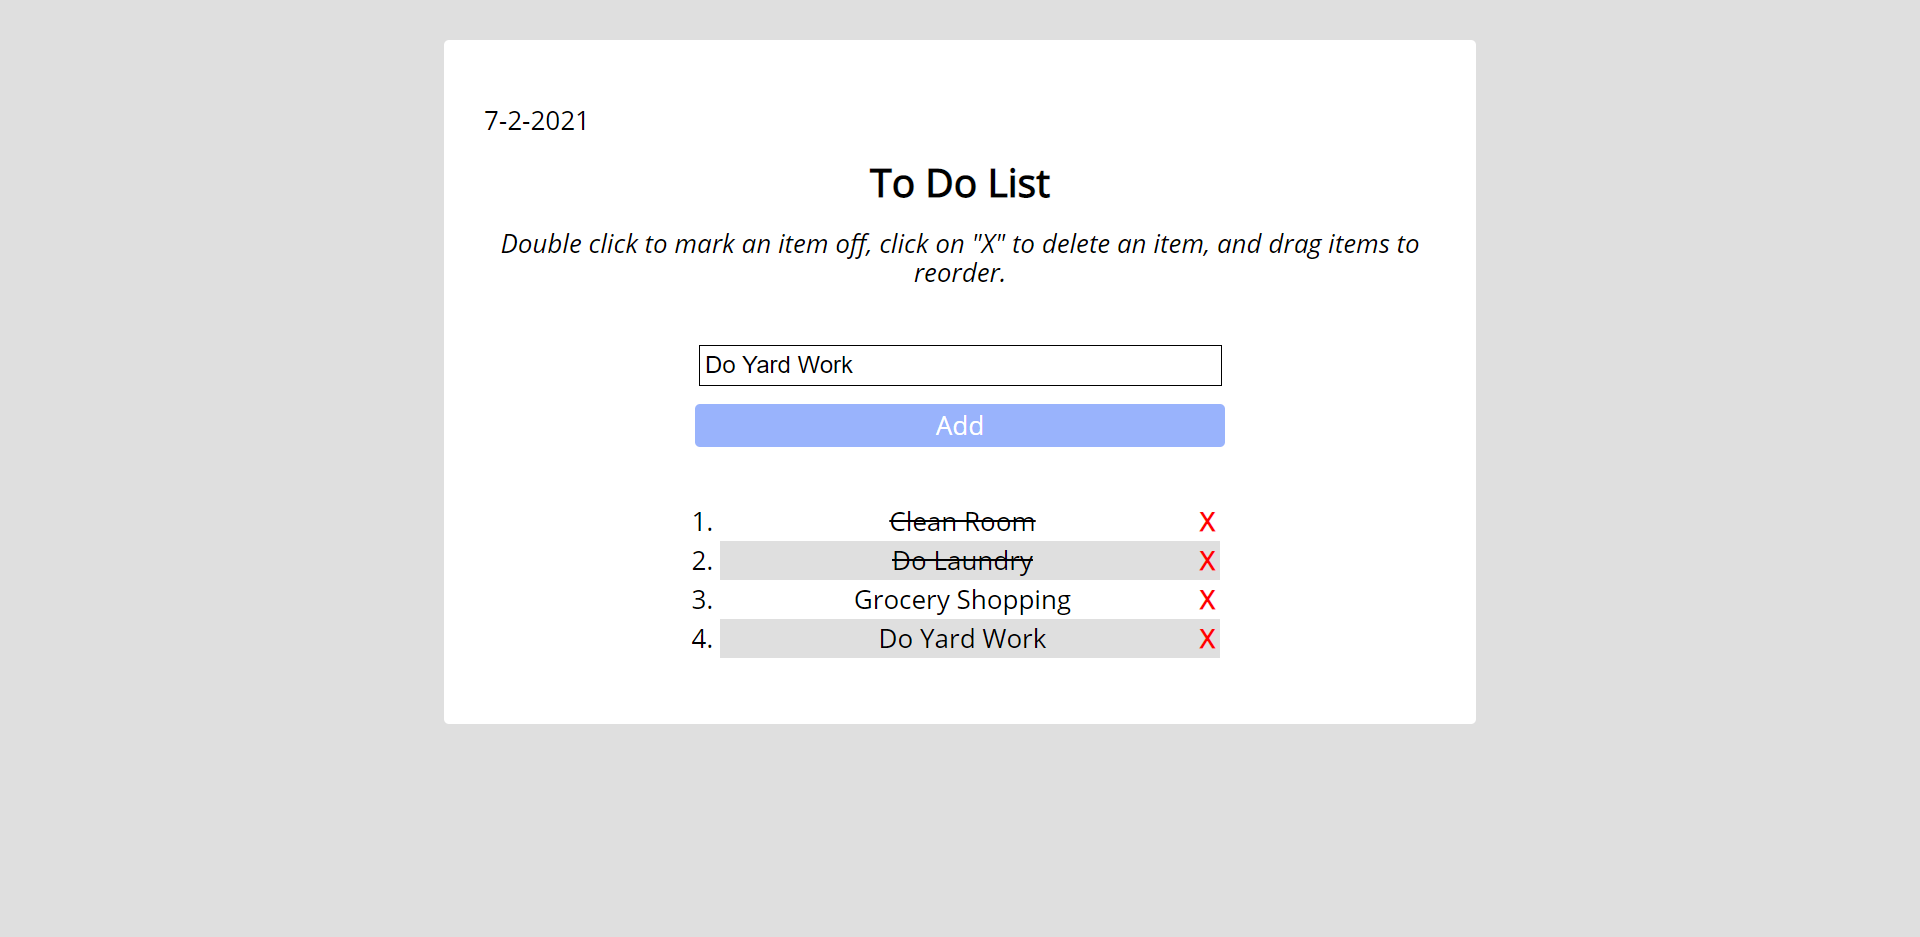 7-2-2021
To Do List
Double click to mark an item off, click on "X" to delete an item, and drag items to
reorder.
Do Yard Work
Add
1. Clean Room X
2. Do Laundry X
3. Grocery Shopping X
4. Do Yard Work X